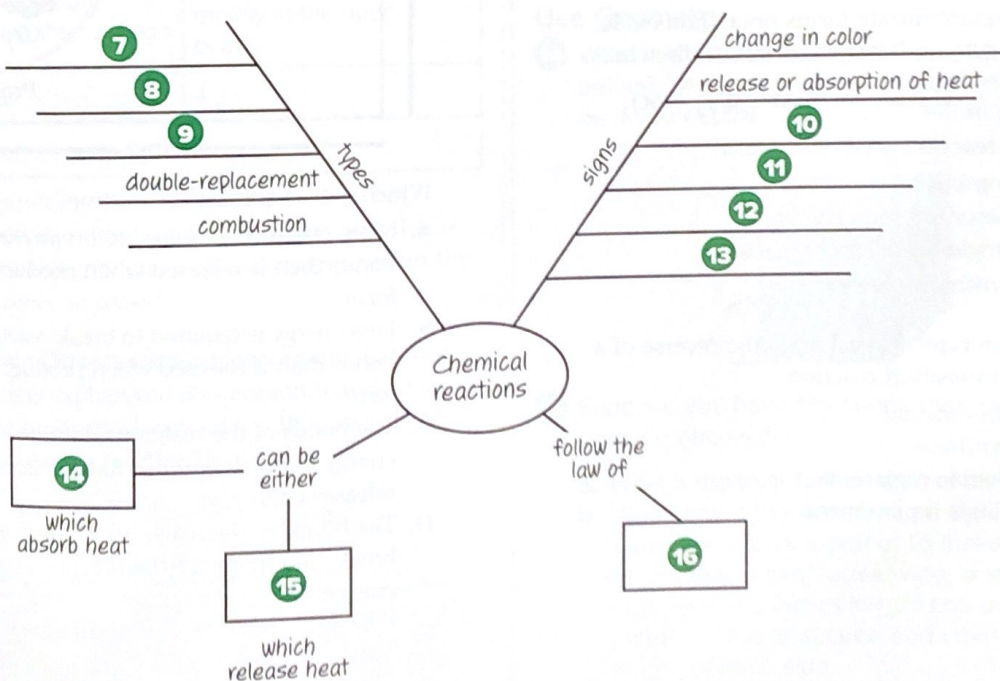 7
8
9
double-replacement
combustion
types
change in color
release or absorption of heat
10
11
12
13
signs
Chemical
reactions
can be
either
14
which
absorb heat
15
which
release heat
follow the
law of
16